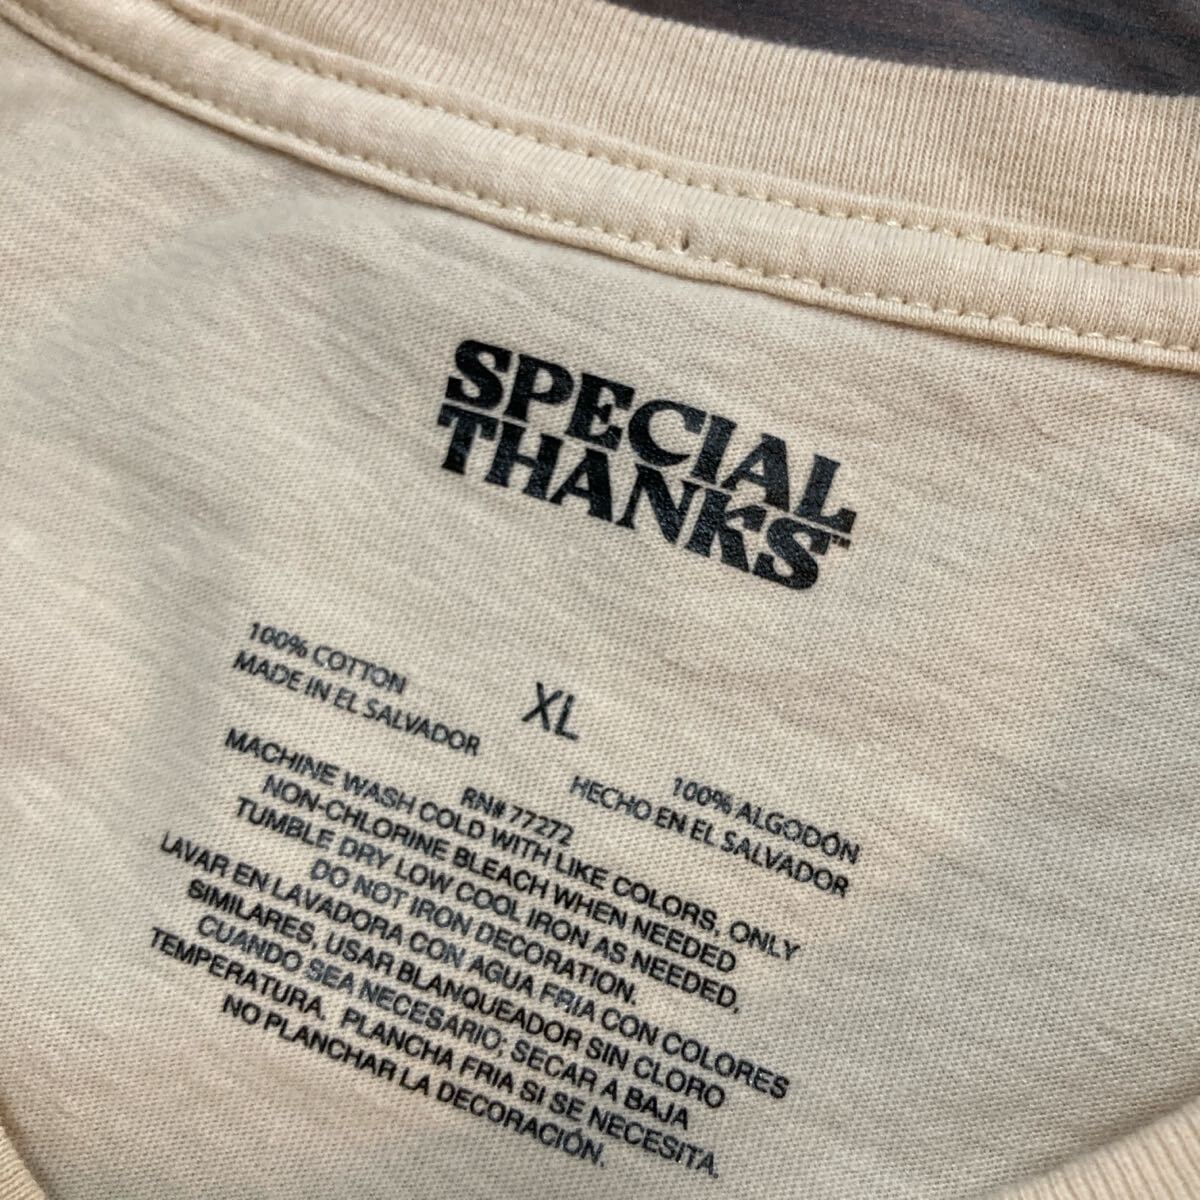 SPECIAL
THANKS™
100% COTTON
MADE IN EL SALVADOR
XL
100% ALGODÓN
HECHO EN EL SALVADOR
RN# 77272
MACHINE WASH COLD WITH LIKE COLORS, ONLY
NON-CHLORINE BLEACH WHEN NEEDED
TUMBLE DRY LOW COOL IRON AS NEEDED,
DO NOT IRON DECORATION.
LAVAR EN LAVADORA CON AGUA FRIA CON COLORES
SIMILARES, USAR BLANQUEADOR SIN CLORO
CUANDO SEA NECESARIO; SECAR A BAJA
TEMPERATURA. PLANCHA FRIA SI SE NECESITA.
NO PLANCHAR LA DECORACIÓN.